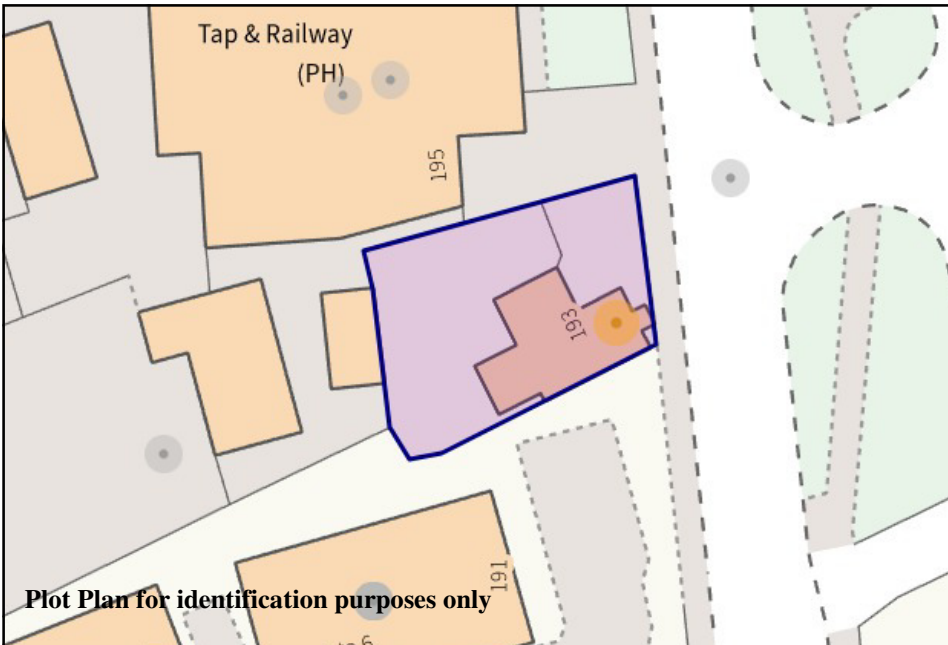 Tap & Railway
(PH)
195
193
191
Plot Plan for identification purposes only